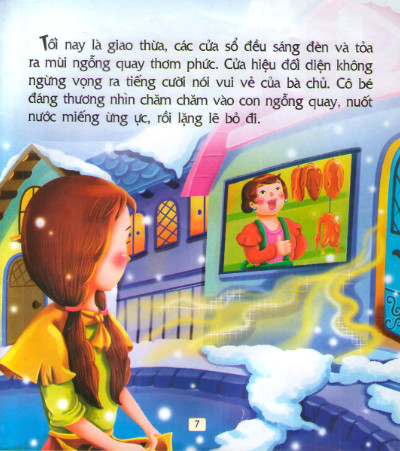 Tối nay là giao thừa, các cửa sổ đều sáng đèn và tỏa
ra mùi ngỗng quay thơm phức. Cửa hiệu đối diện không
ngừng vọng ra tiếng cười nói vui vẻ của bà chủ. Cô bé
đáng thương nhìn chăm chăm vào con ngỗng quay, nuốt
nước miếng ừng ực, rồi lặng lẽ bỏ đi.
7